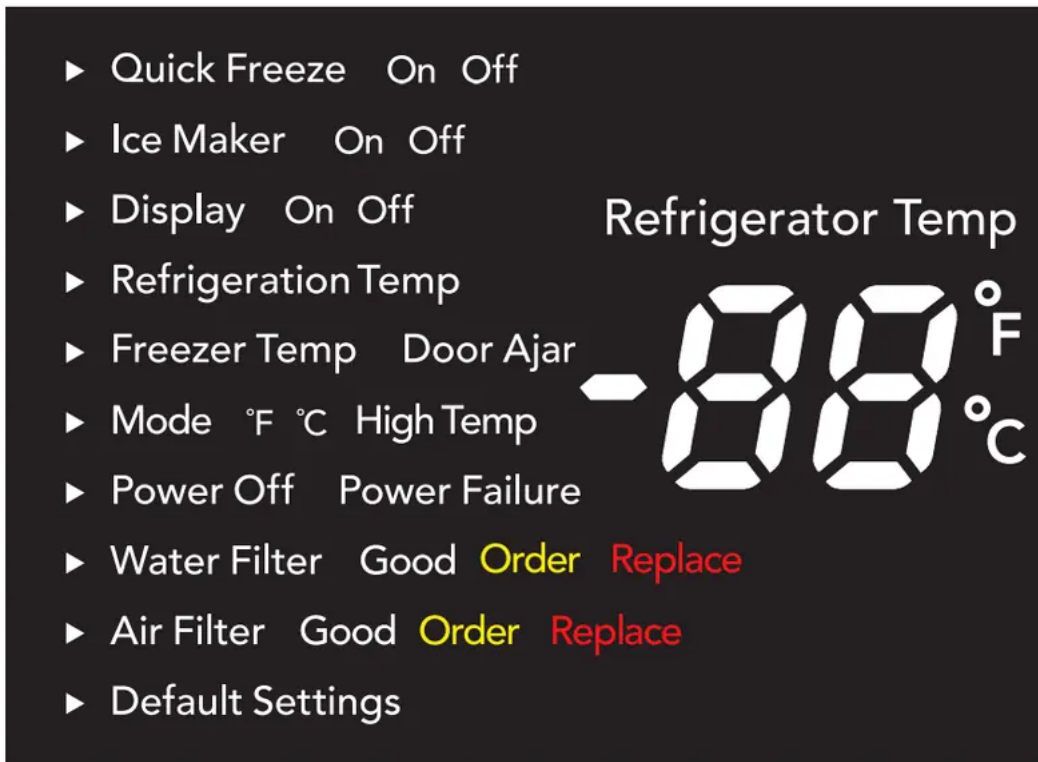 ▶ Quick Freeze On Off
▶ Ice Maker On Off
▶ Display On Off
Refrigerator Temp
▶ Refrigeration Temp
▶ Freezer Temp Door Ajar
-88 °F °C
▶ Mode °F °C High Temp
▶ Power Off Power Failure
▶ Water Filter Good Order Replace
▶ Air Filter Good Order Replace
▶ Default Settings